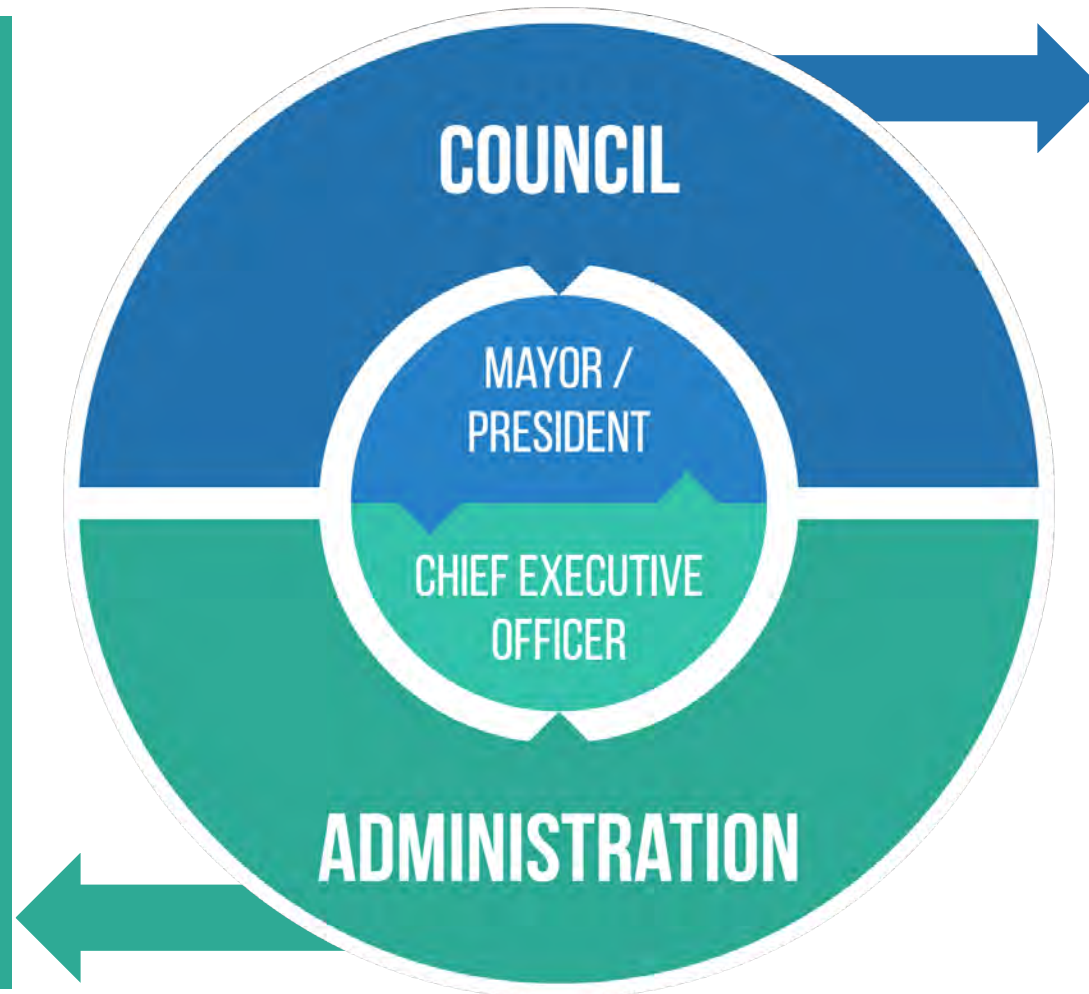 COUNCIL
MAYOR /
PRESIDENT
CHIEF EXECUTIVE
OFFICER
ADMINISTRATION